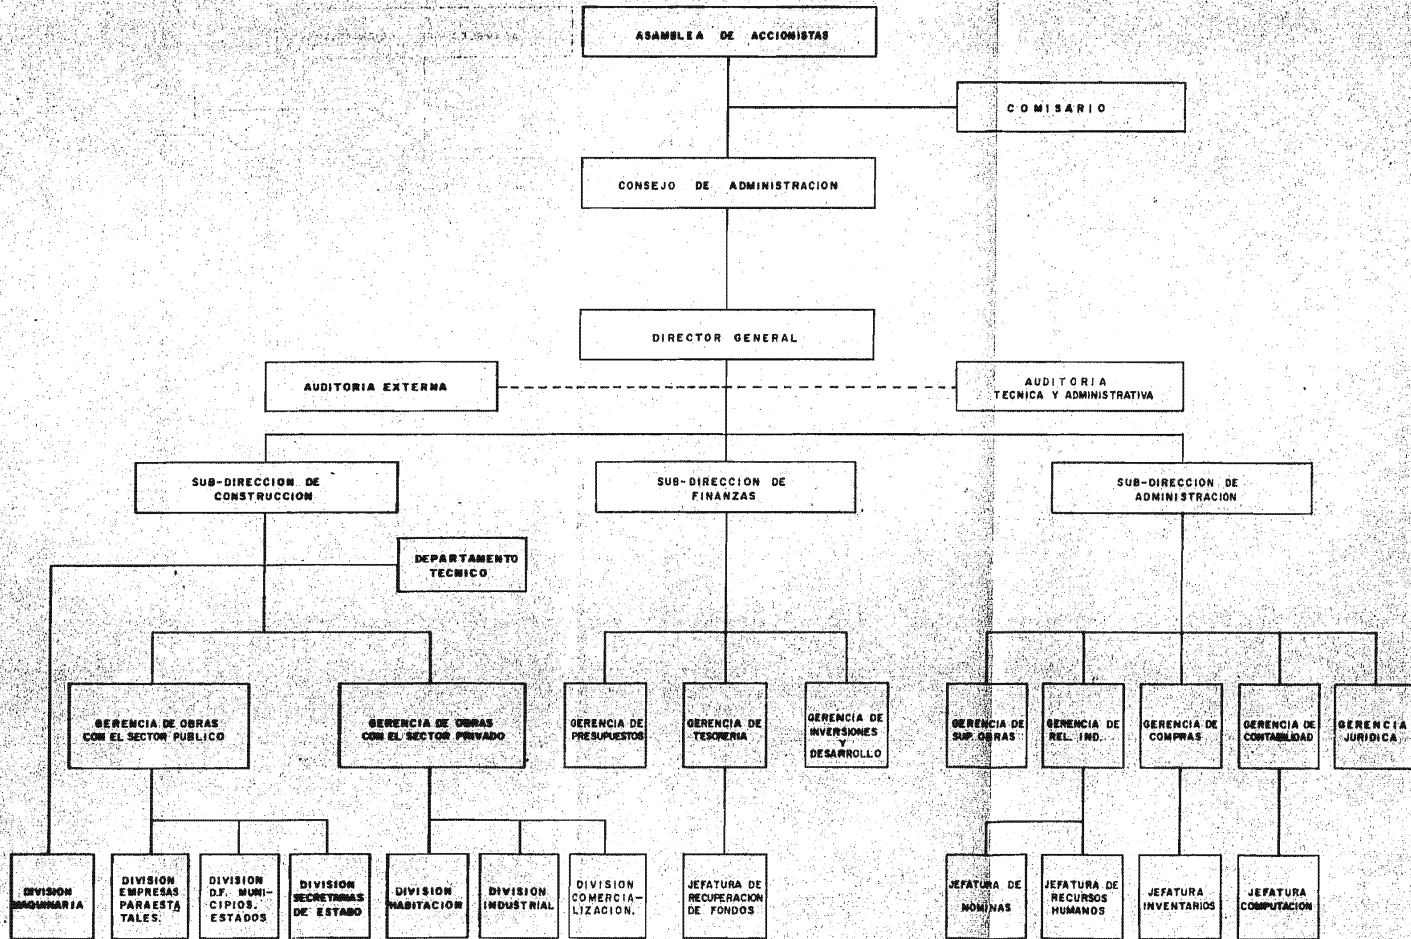 ASAMBLEA DE ACCIONISTAS
COMISARIO
CONSEJO DE ADMINISTRACION
DIRECTOR GENERAL
AUDITORIA EXTERNA
AUDITORIA
TECNICA Y ADMINISTRATIVA
SUB-DIRECCION DE
CONSTRUCCION
SUB-DIRECCION DE
FINANZAS
SUB-DIRECCION DE
ADMINISTRACION
DEPARTAMENTO
TECNICO
GERENCIA DE OBRAS
CON EL SECTOR PUBLICO
GERENCIA DE OBRAS
CON EL SECTOR PRIVADO
GERENCIA DE
PRESUPUESTOS
GERENCIA DE
TESORERIA
GERENCIA DE
INVERSIONES
Y
DESARROLLO
GERENCIA DE
SUP. OBRAS
GERENCIA DE
REL. IND.
GERENCIA DE
COMPRAS
GERENCIA DE
CONTABILIDAD
GERENCIA
JURIDICA
DIVISION
MAQUINARIA
DIVISION
EMPRESAS
PARAESTA
TALES.
DIVISION
D.F. MUNI-
CIPIOS.
ESTADOS
DIVISION
SECRETARIAS
DE ESTADO
DIVISION
HABITACION
DIVISION
INDUSTRIAL
DIVISION
COMERCIA-
LIZACION.
JEFATURA DE
RECUPERACION
DE FONDOS
JEFATURA DE
NOMINAS
JEFATURA DE
RECURSOS
HUMANOS
JEFATURA
INVENTARIOS
JEFATURA
COMPUTACION